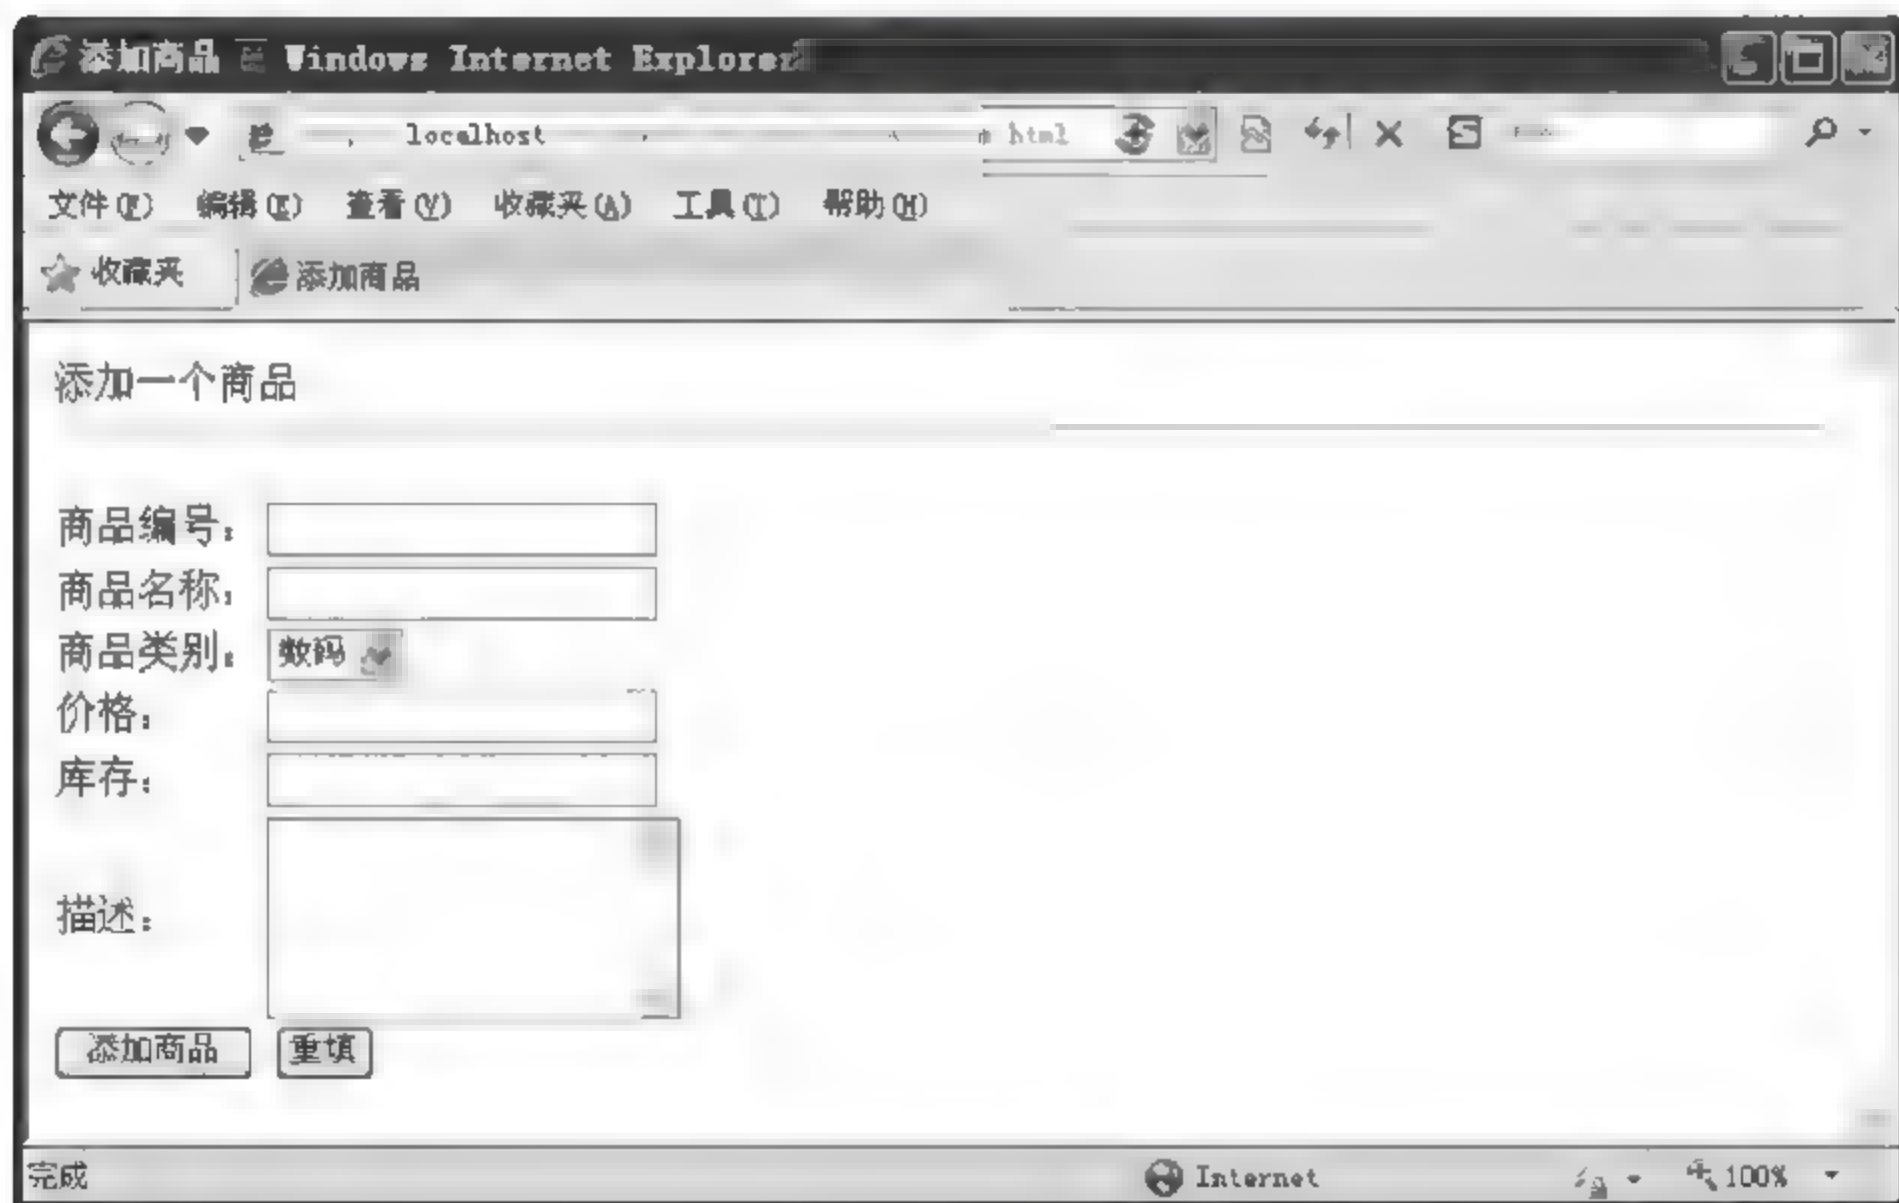 添加商品 Windows Internet Explorer
localhost html
文件(F) 编辑(E) 查看(V) 收藏夹(A) 工具(T) 帮助(H)
收藏夹 添加商品
添加一个商品
商品编号：
商品名称：
商品类别： 数码
价格：
库存：
描述：
添加商品 重填
完成 Internet 100%